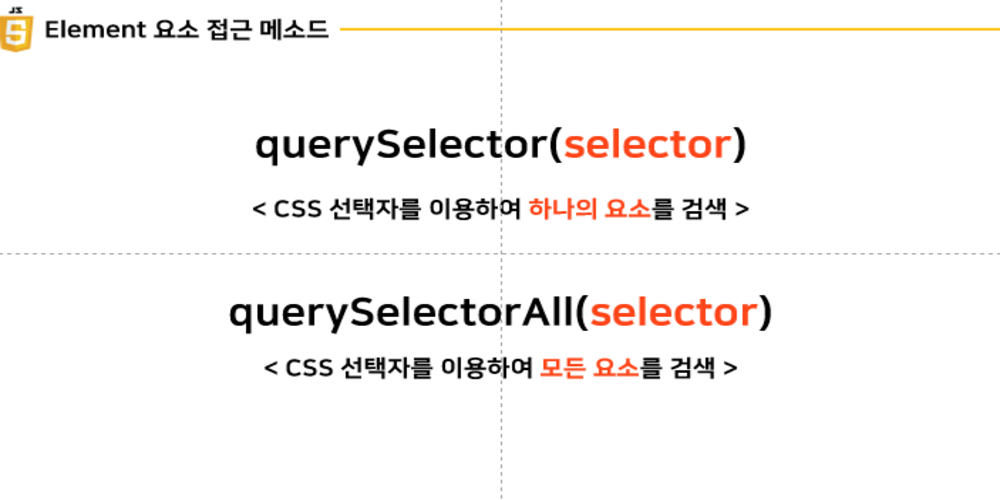 JS
Element 요소 접근 메소드
querySelector(selector)
< CSS 선택자를 이용하여 하나의 요소를 검색 >
querySelectorAll(selector)
< CSS 선택자를 이용하여 모든 요소를 검색 >